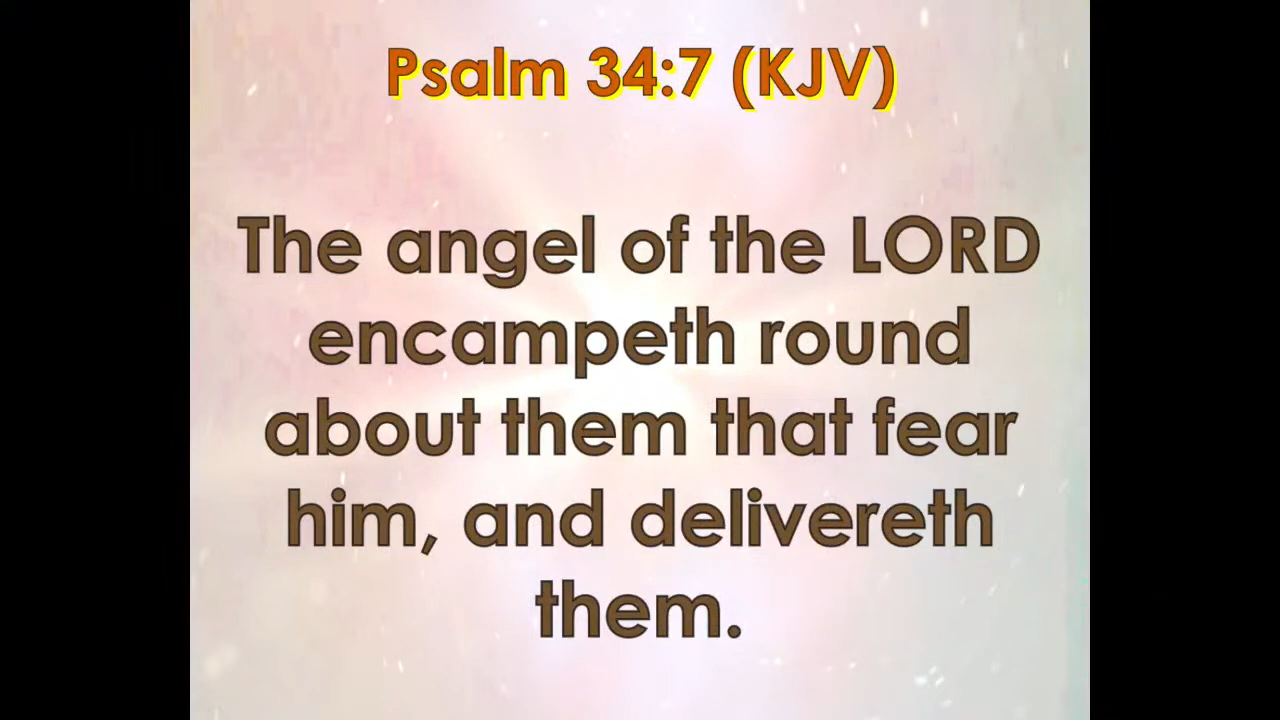 Psalm 34:7 (KJV)
The angel of the LORD
encampeth round
about them that fear
him, and delivereth
them.